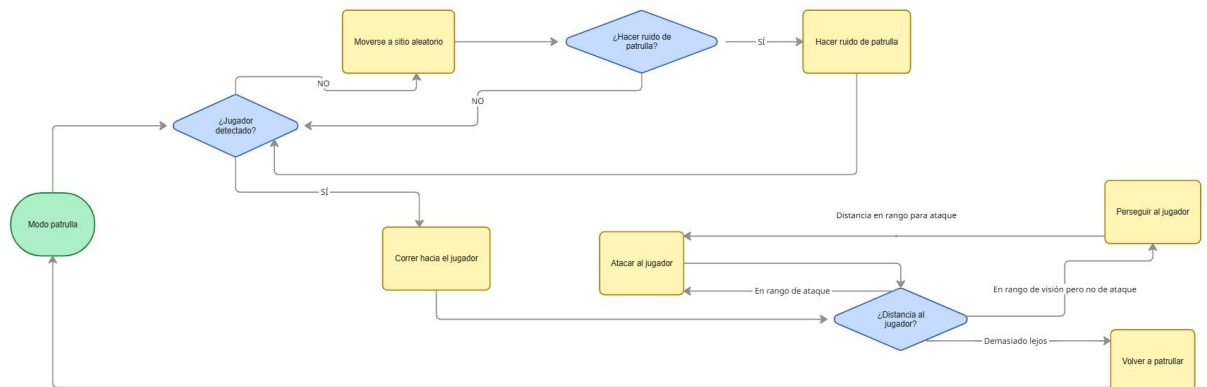 Moverse a sitio aleatorio
¿Hacer ruido de
patrulla?
SÍ
Hacer ruido de patrulla
NO
NO
¿Jugador
detectado?
SÍ
Modo patrulla
Correr hacia el jugador
Atacar al jugador
Distancia en rango para ataque
Perseguir al jugador
En rango de ataque
En rango de visión pero no de ataque
¿Distancia al
jugador?
Demasiado lejos
Volver a patrullar